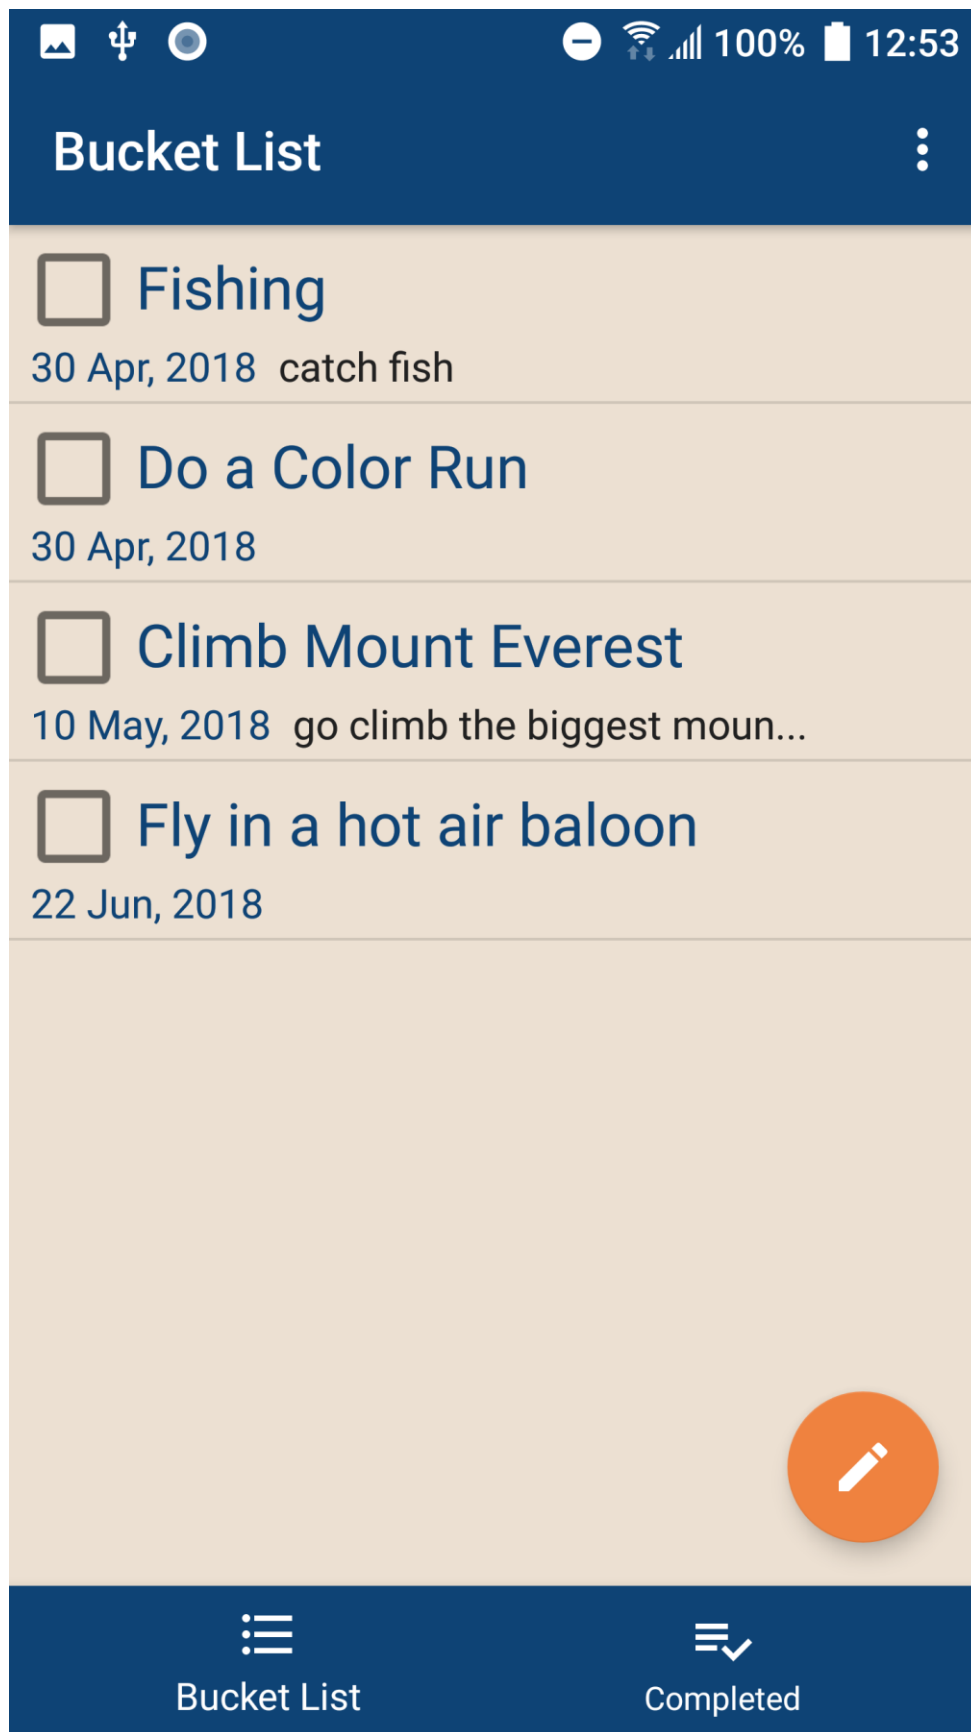 100% 12:53
Bucket List
Fishing
30 Apr, 2018 catch fish
Do a Color Run
30 Apr, 2018
Climb Mount Everest
10 May, 2018 go climb the biggest moun...
Fly in a hot air baloon
22 Jun, 2018
Bucket List Completed